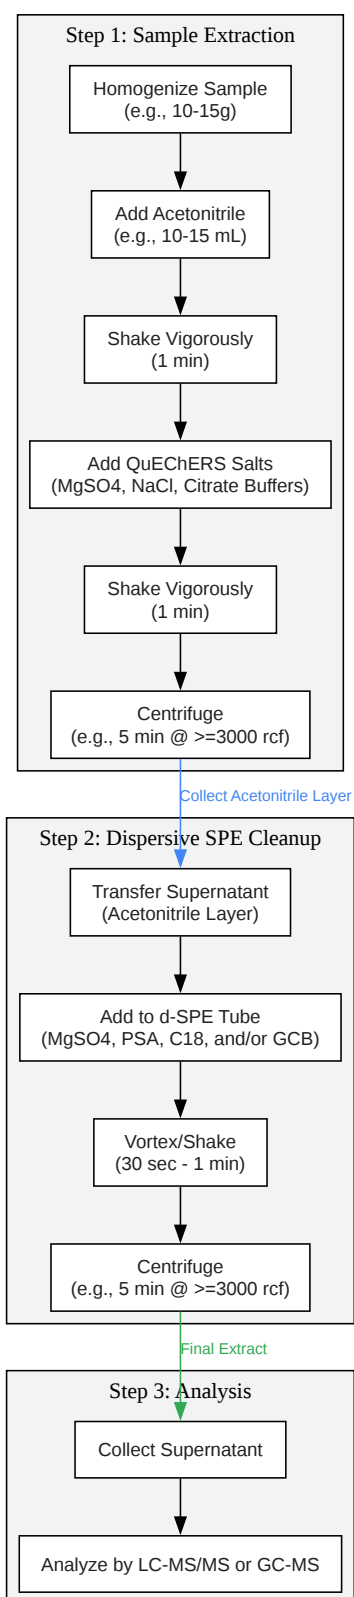 Step 1: Sample Extraction
Homogenize Sample
(e.g., 10-15g)
Add Acetonitrile
(e.g., 10-15 mL)
Shake Vigorously
(1 min)
Add QuEChERS Salts
(MgSO4, NaCl, Citrate Buffers)
Shake Vigorously
(1 min)
Centrifuge
(e.g., 5 min @ >=3000 rcf)
Collect Acetonitrile Layer
Step 2: Dispersive SPE Cleanup
Transfer Supernatant
(Acetonitrile Layer)
Add to d-SPE Tube
(MgSO4, PSA, C18, and/or GCB)
Vortex/Shake
(30 sec - 1 min)
Centrifuge
(e.g., 5 min @ >=3000 rcf)
Final Extract
Step 3: Analysis
Collect Supernatant
Analyze by LC-MS/MS or GC-MS